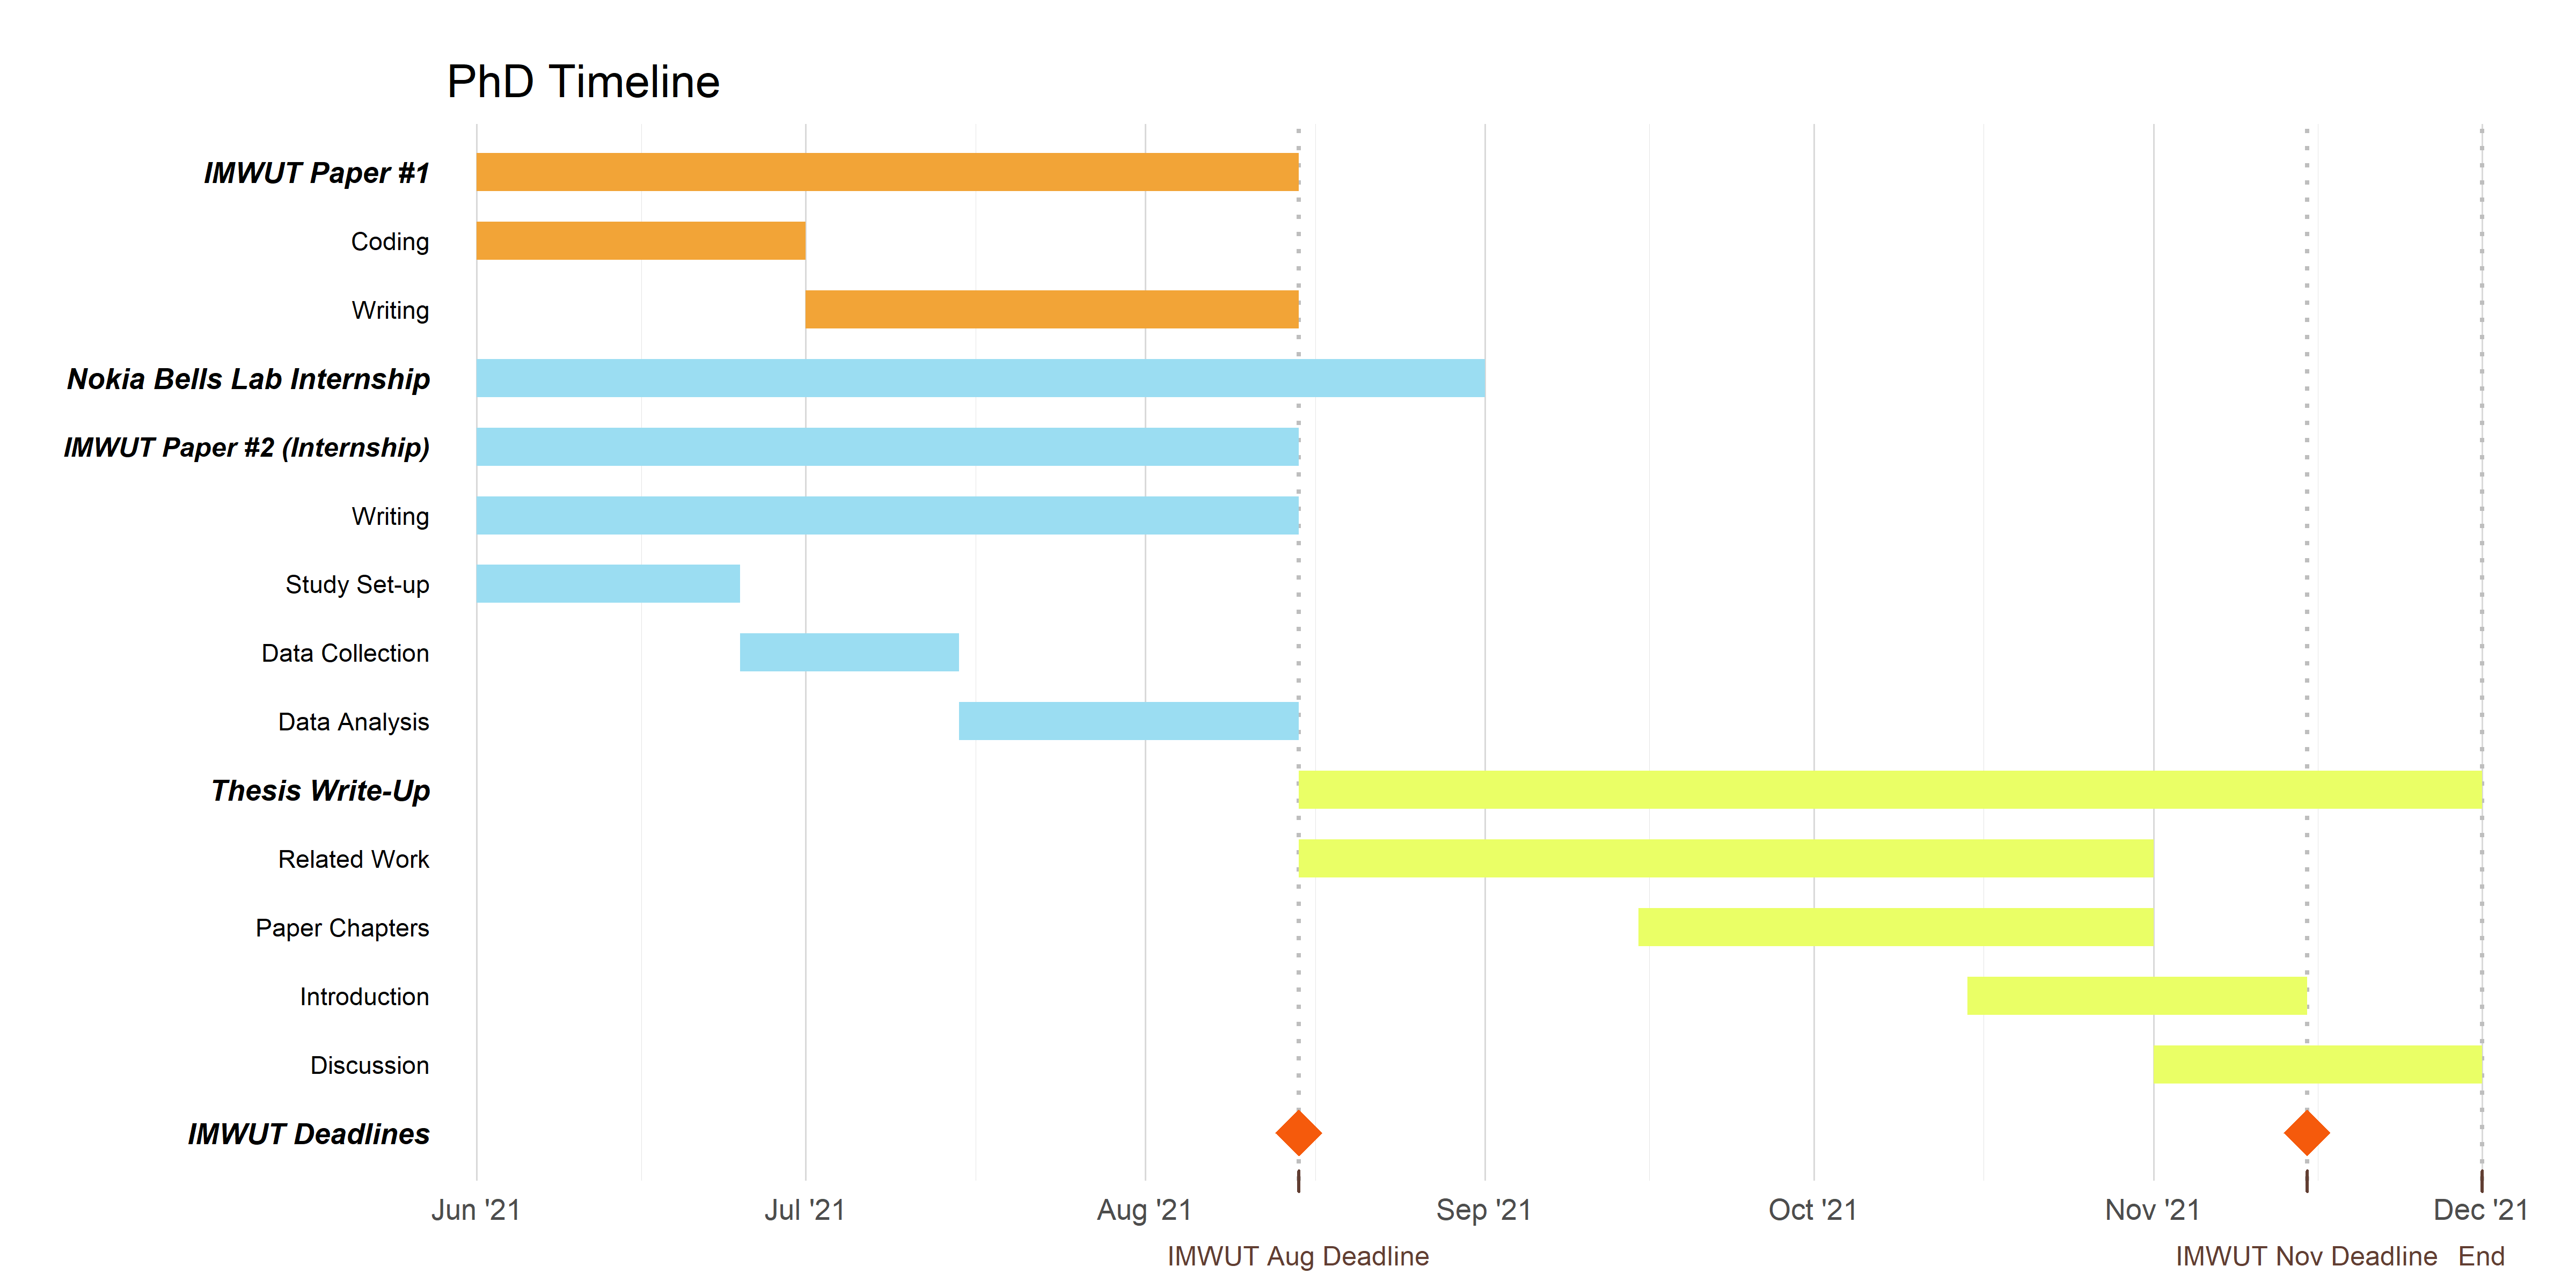 PhD Timeline
IMWUT Paper #1
Coding
Writing
Nokia Bells Lab Internship
IMWUT Paper #2 (Internship)
Writing
Study Set-up
Data Collection
Data Analysis
Thesis Write-Up
Related Work
Paper Chapters
Introduction
Discussion
IMWUT Deadlines
Jun '21 Jul '21 Aug '21 Sep '21 Oct '21 Nov '21 Dec '21
IMWUT Aug Deadline IMWUT Nov Deadline End